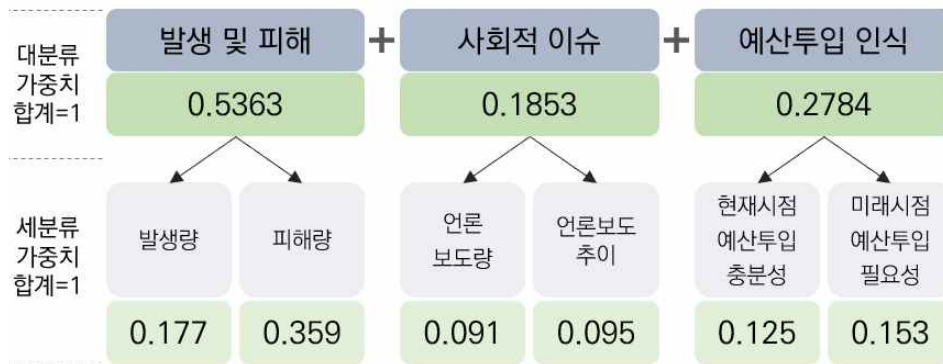 대분류
가중치
합계=1
발생 및 피해 + 사회적 이슈 + 예산투입 인식
0.5363 0.1853 0.2784
세분류
가중치
합계=1
발생량
피해량
언론
보도량
언론보도
추이
현재시점
예산투입
충분성
미래시점
예산투입
필요성
0.177 0.359 0.091 0.095 0.125 0.153